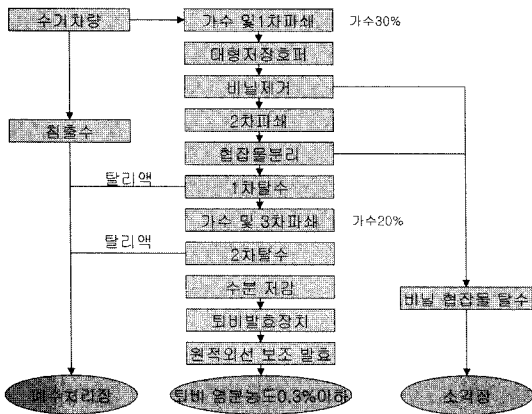 수거차량
가수 및1차파쇄
가수30%
대형저장호퍼
비닐제거
2차파쇄
침출수
협잡물분리
탈리액
1차탈수
가수 및 3차파쇄
가수20%
탈리액
2차탈수
수분 저감
비닐 협잡물 탈수
퇴비발효장치
원적외선 보조 발효
폐수처리장
퇴비 염분농도0.3%이하
소각장